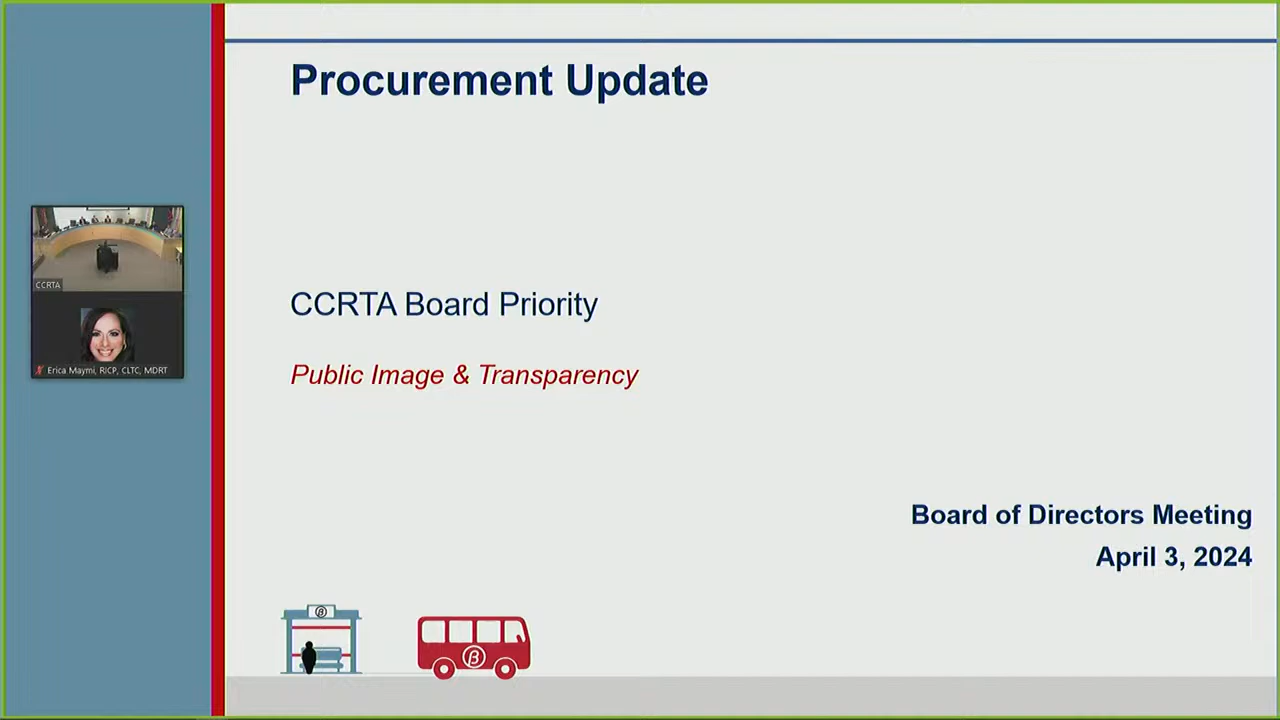 Procurement Update
CCRTA Board Priority
Public Image & Transparency
Board of Directors Meeting
April 3, 2024
CCRTA
Erica Maymi, RICP, CLTC, MDRT
β
β